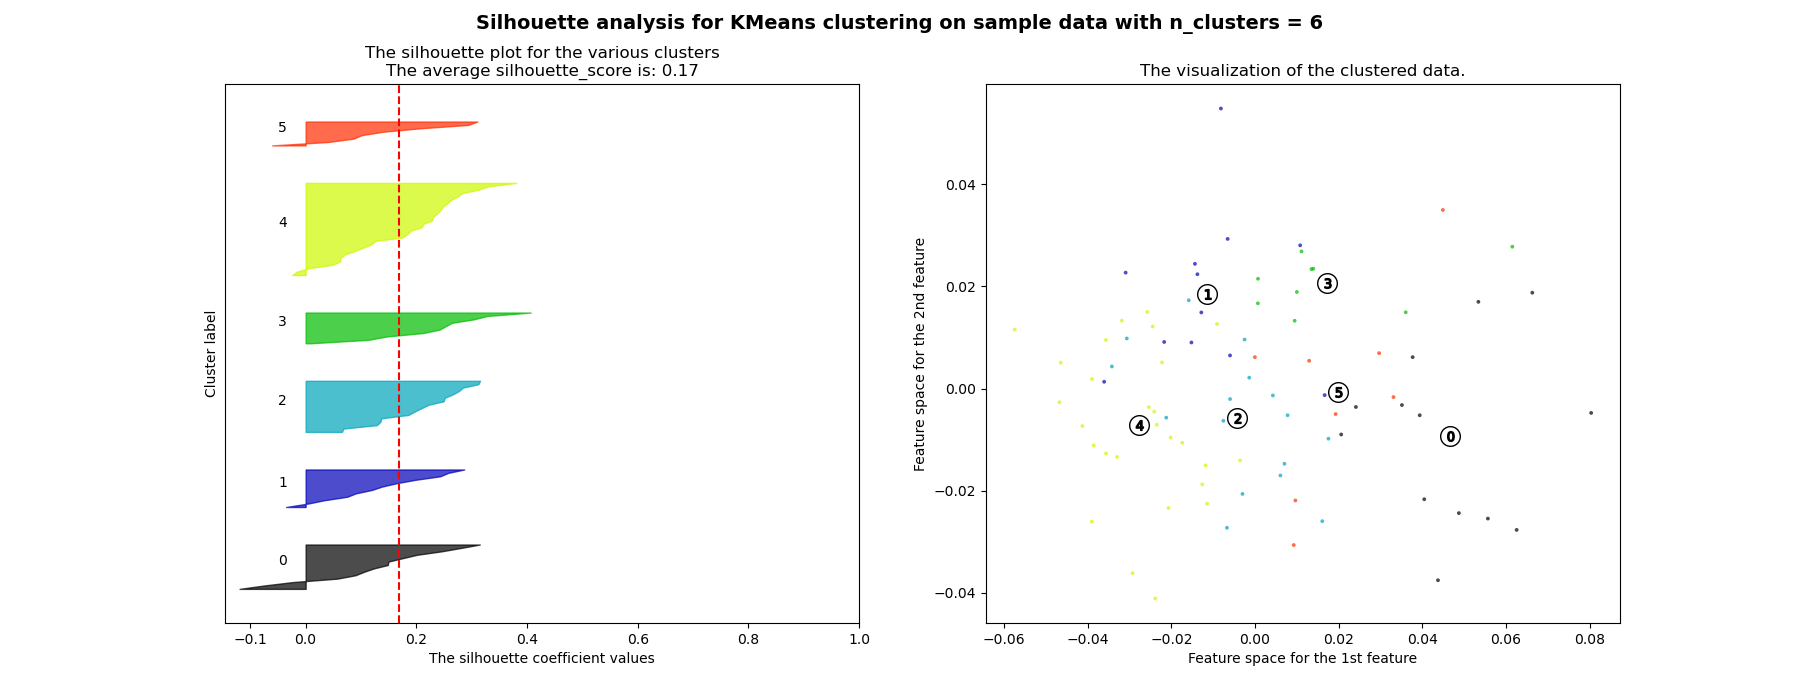 Silhouette analysis for KMeans clustering on sample data with n_clusters = 6
The silhouette plot for the various clusters
The average silhouette_score is: 0.17
5
4
3
2
1
0
Cluster label
−0.1 0.0 0.2 0.4 0.6 0.8 1.0
The silhouette coefficient values
The visualization of the clustered data.
0.04
0.02
0.00
−0.02
−0.04
Feature space for the 2nd feature
1
3
5
2
4
0
−0.06 −0.04 −0.02 0.00 0.02 0.04 0.06 0.08
Feature space for the 1st feature